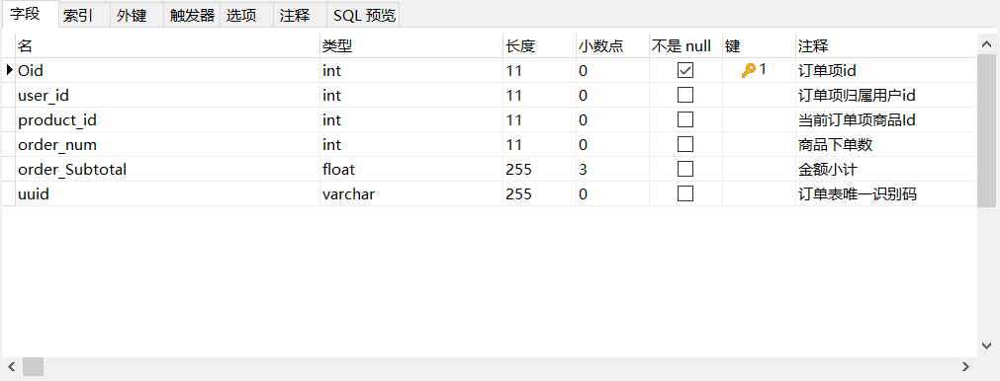 字段 索引 外键 触发器 选项 注释 SQL 预览
名 类型 长度 小数点 不是 null 键 注释
Oid int 11 0 1 订单项id
user_id int 11 0 订单项归属用户id
product_id int 11 0 当前订单项商品Id
order_num int 11 0 商品下单数
order_Subtotal float 255 3 金额小计
uuid varchar 255 0 订单表唯一识别码